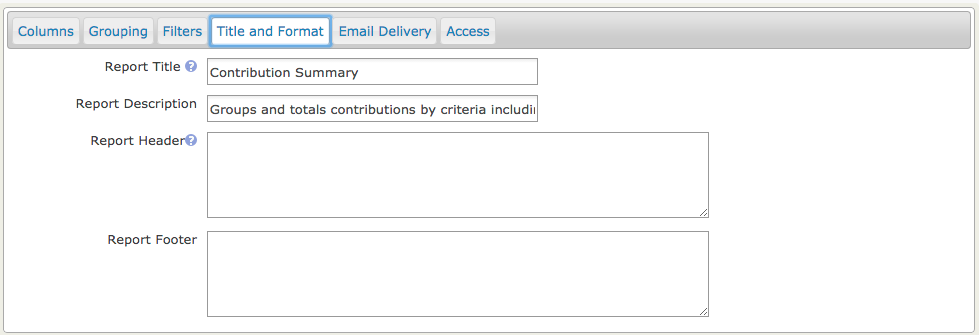 Columns Grouping Filters Title and Format Email Delivery Access
Report Title ? Contribution Summary
Report Description Groups and totals contributions by criteria includi
Report Header ?
Report Footer